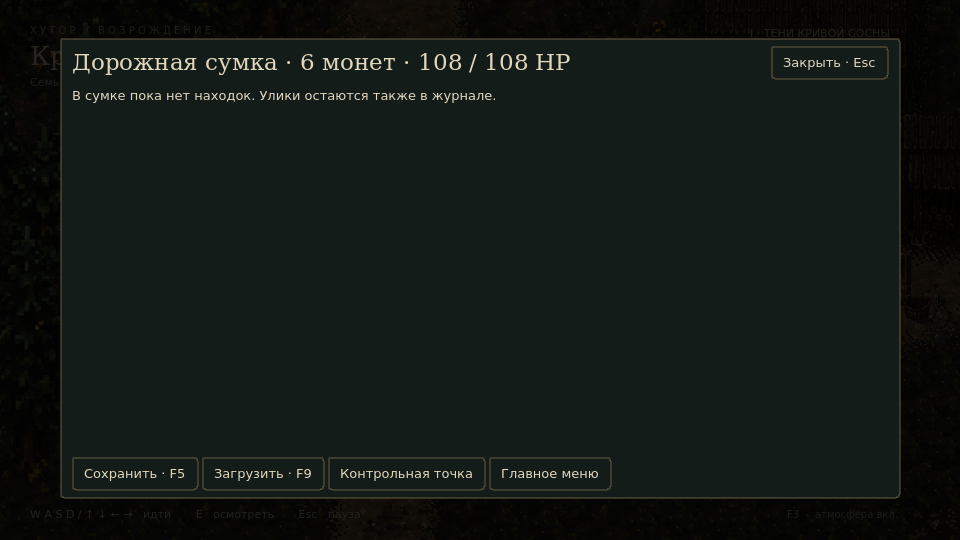 ХУТОР
ВОЗРОЖДЕНИЕ
ТЕНИ КРИВОЙ СОСНЫ
Дорожная сумка · 6 монет · 108 / 108 HP
Закрыть · Esc
В сумке пока нет находок. Улики остаются также в журнале.
Сохранить · F5
Загрузить · F9
Контрольная точка
Главное меню
WASD/↑↓←→ идти E осмотреть Esc пауза
F3 · атмосфера вкл.